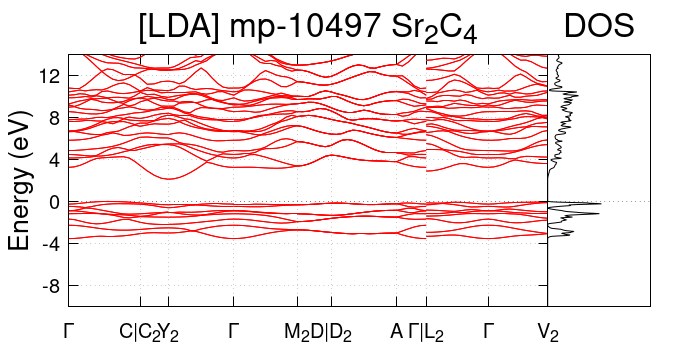 [LDA] mp-10497 Sr₂C₄ DOS
Energy (eV)
12
8
4
0
-4
-8
Γ C|C₂Y₂ Γ M₂D|D₂ A Γ|L₂ Γ V₂